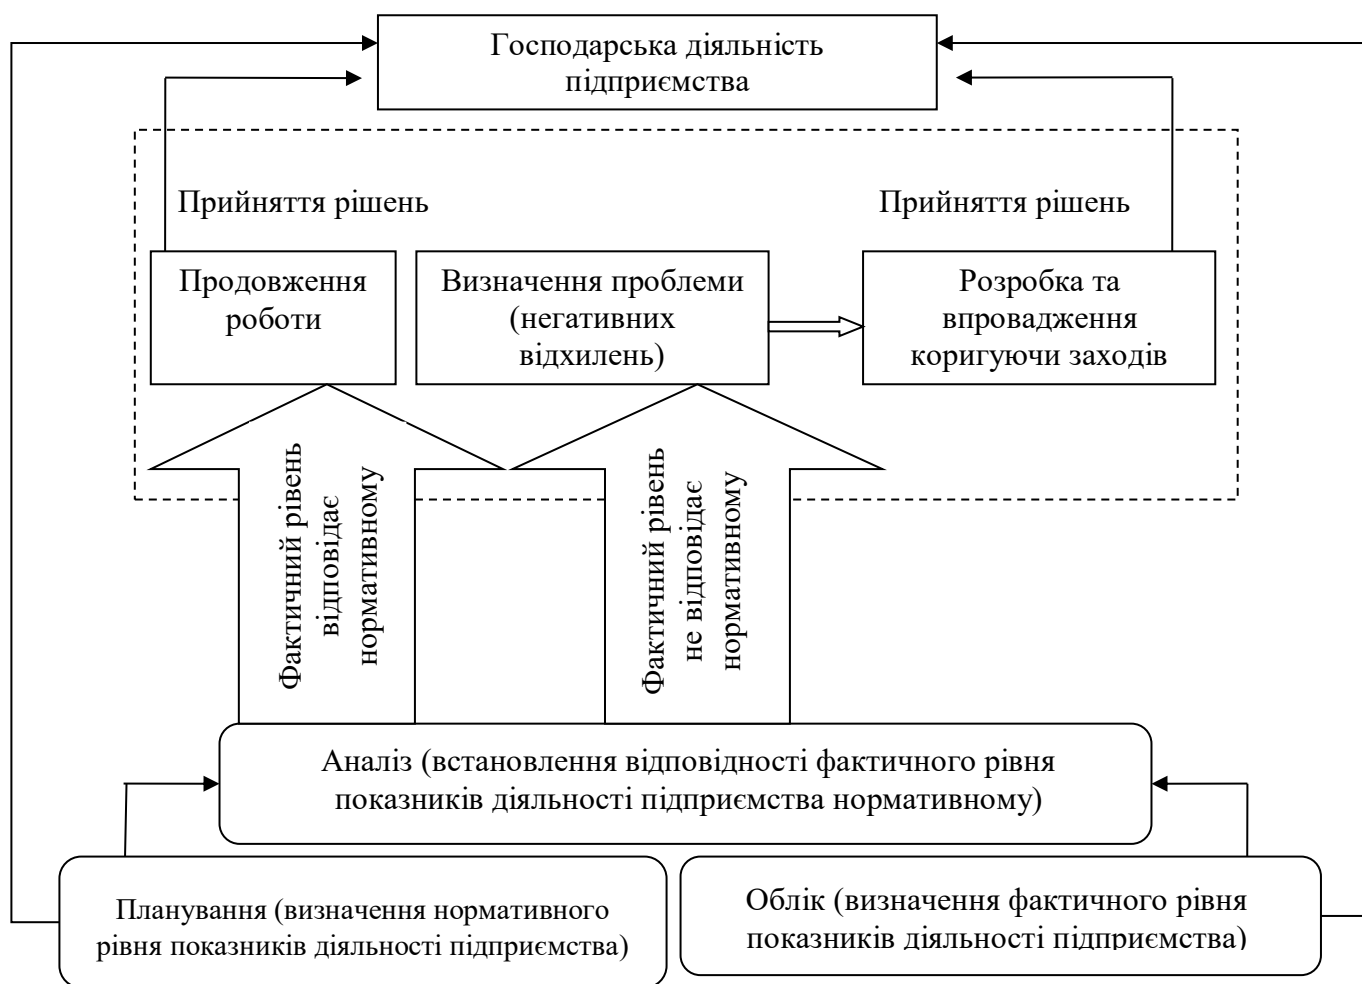 Господарська діяльність
підприємства
Прийняття рішень
Прийняття рішень
Продовження
роботи
Визначення проблеми
(негативних
відхилень)
Розробка та
впровадження
коригуючи заходів
Фактичний рівень
відповідає
нормативному
Фактичний рівень
не відповідає
нормативному
Аналіз (встановлення відповідності фактичного рівня
показників діяльності підприємства нормативному)
Планування (визначення нормативного
рівня показників діяльності підприємства)
Облік (визначення фактичного рівня
показників діяльності підприємства)